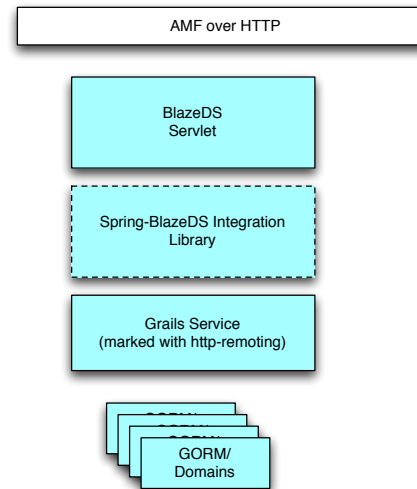 AMF over HTTP
BlazeDS
Servlet
Spring-BlazeDS Integration
Library
Grails Service
(marked with http-remoting)
GORM/
Domains